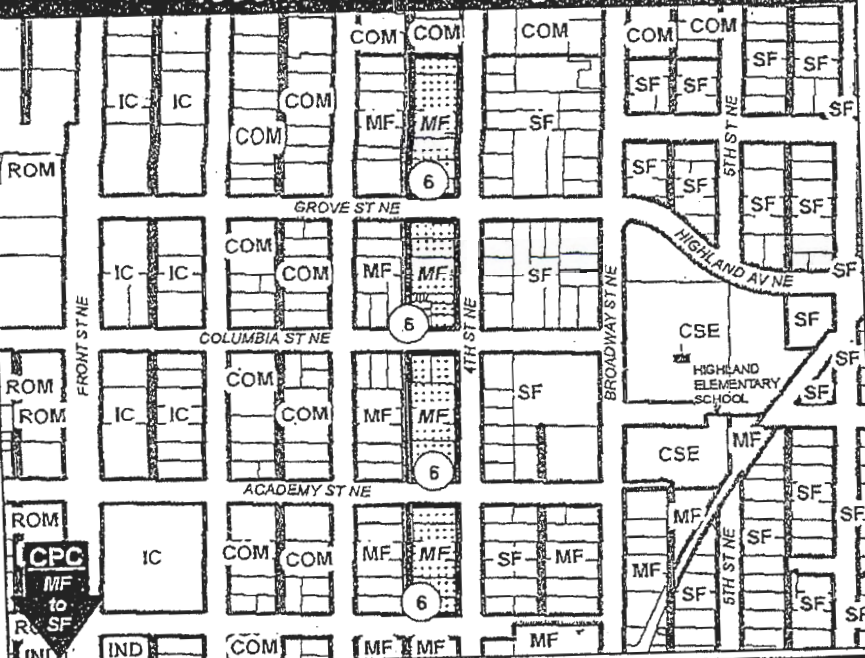 COM COM COM COM COM
SF SF
IC IC COM MF MF SF SF SF SF
COM
5TH ST NE
ROM SF SF
6
GROVE ST NE SF SF
COM HIGHLAND AV NE
IC IC COM MF MF SF SF
FRONT ST NE 4TH ST NE BROADWAY ST NE
COLUMBIA ST NE 6 CSE SF
COM HIGHLAND
ELEMENTARY
SCHOOL
SF
ROM SF SF
ROM IC IC COM MF MF
MF
CSE
6
ACADEMY ST NE SF
ROM MF SF
IC COM COM MF MF SF MF SF
CPC
MF
to
SF
MF SF 5TH ST NE SF
6
SF
IND COM MF MF MF